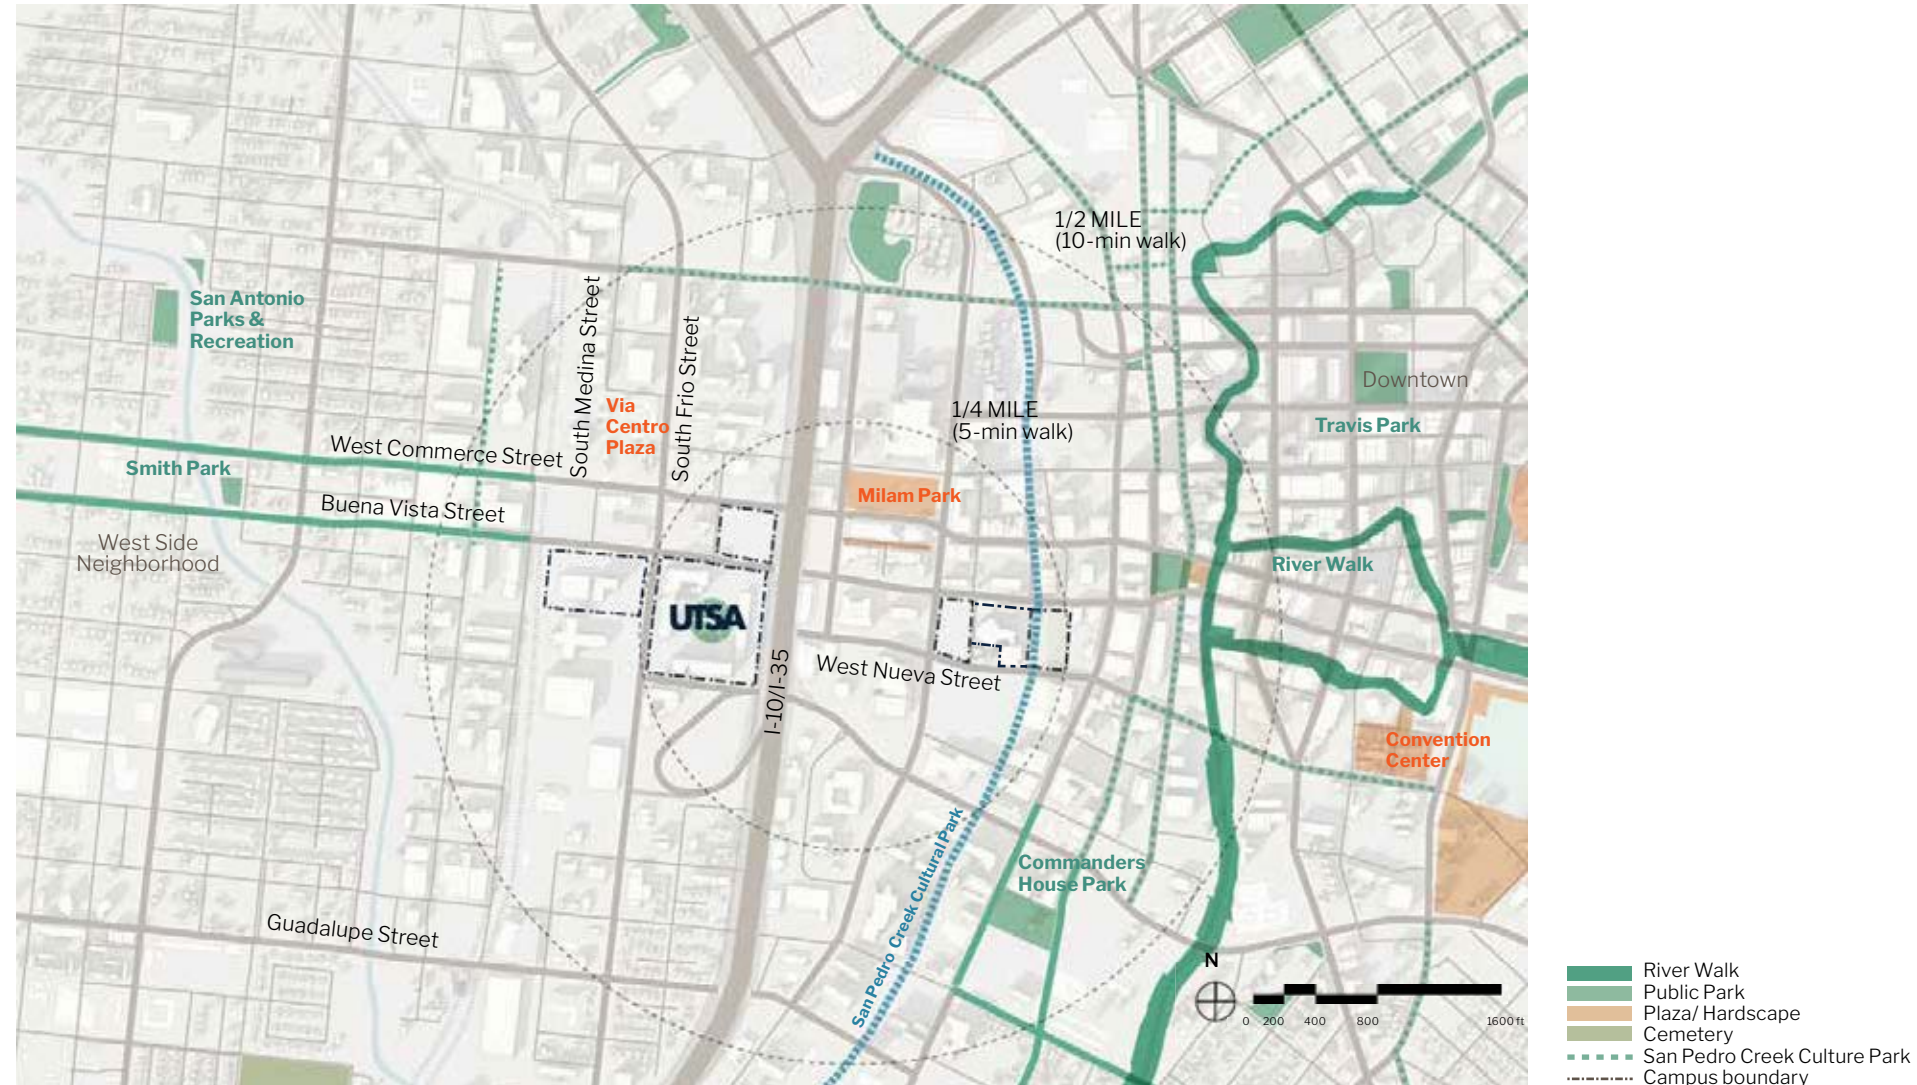 1/2 MILE
(10-min walk)
San Antonio
Parks &
Recreation
South Medina Street
South Frio Street
Via
Centro
Plaza
1/4 MILE
(5-min walk)
Downtown
Travis Park
West Commerce Street
Smith Park
Buena Vista Street
Milam Park
West Side
Neighborhood
River Walk
UTSA
West Nueva Street
I-10/I-35
Convention
Center
San Pedro Creek Cultural Park
Commanders
House Park
Guadalupe Street
N
0 200 400 800 1600 ft
River Walk
Public Park
Plaza/ Hardscape
Cemetery
San Pedro Creek Culture Park
Campus boundary